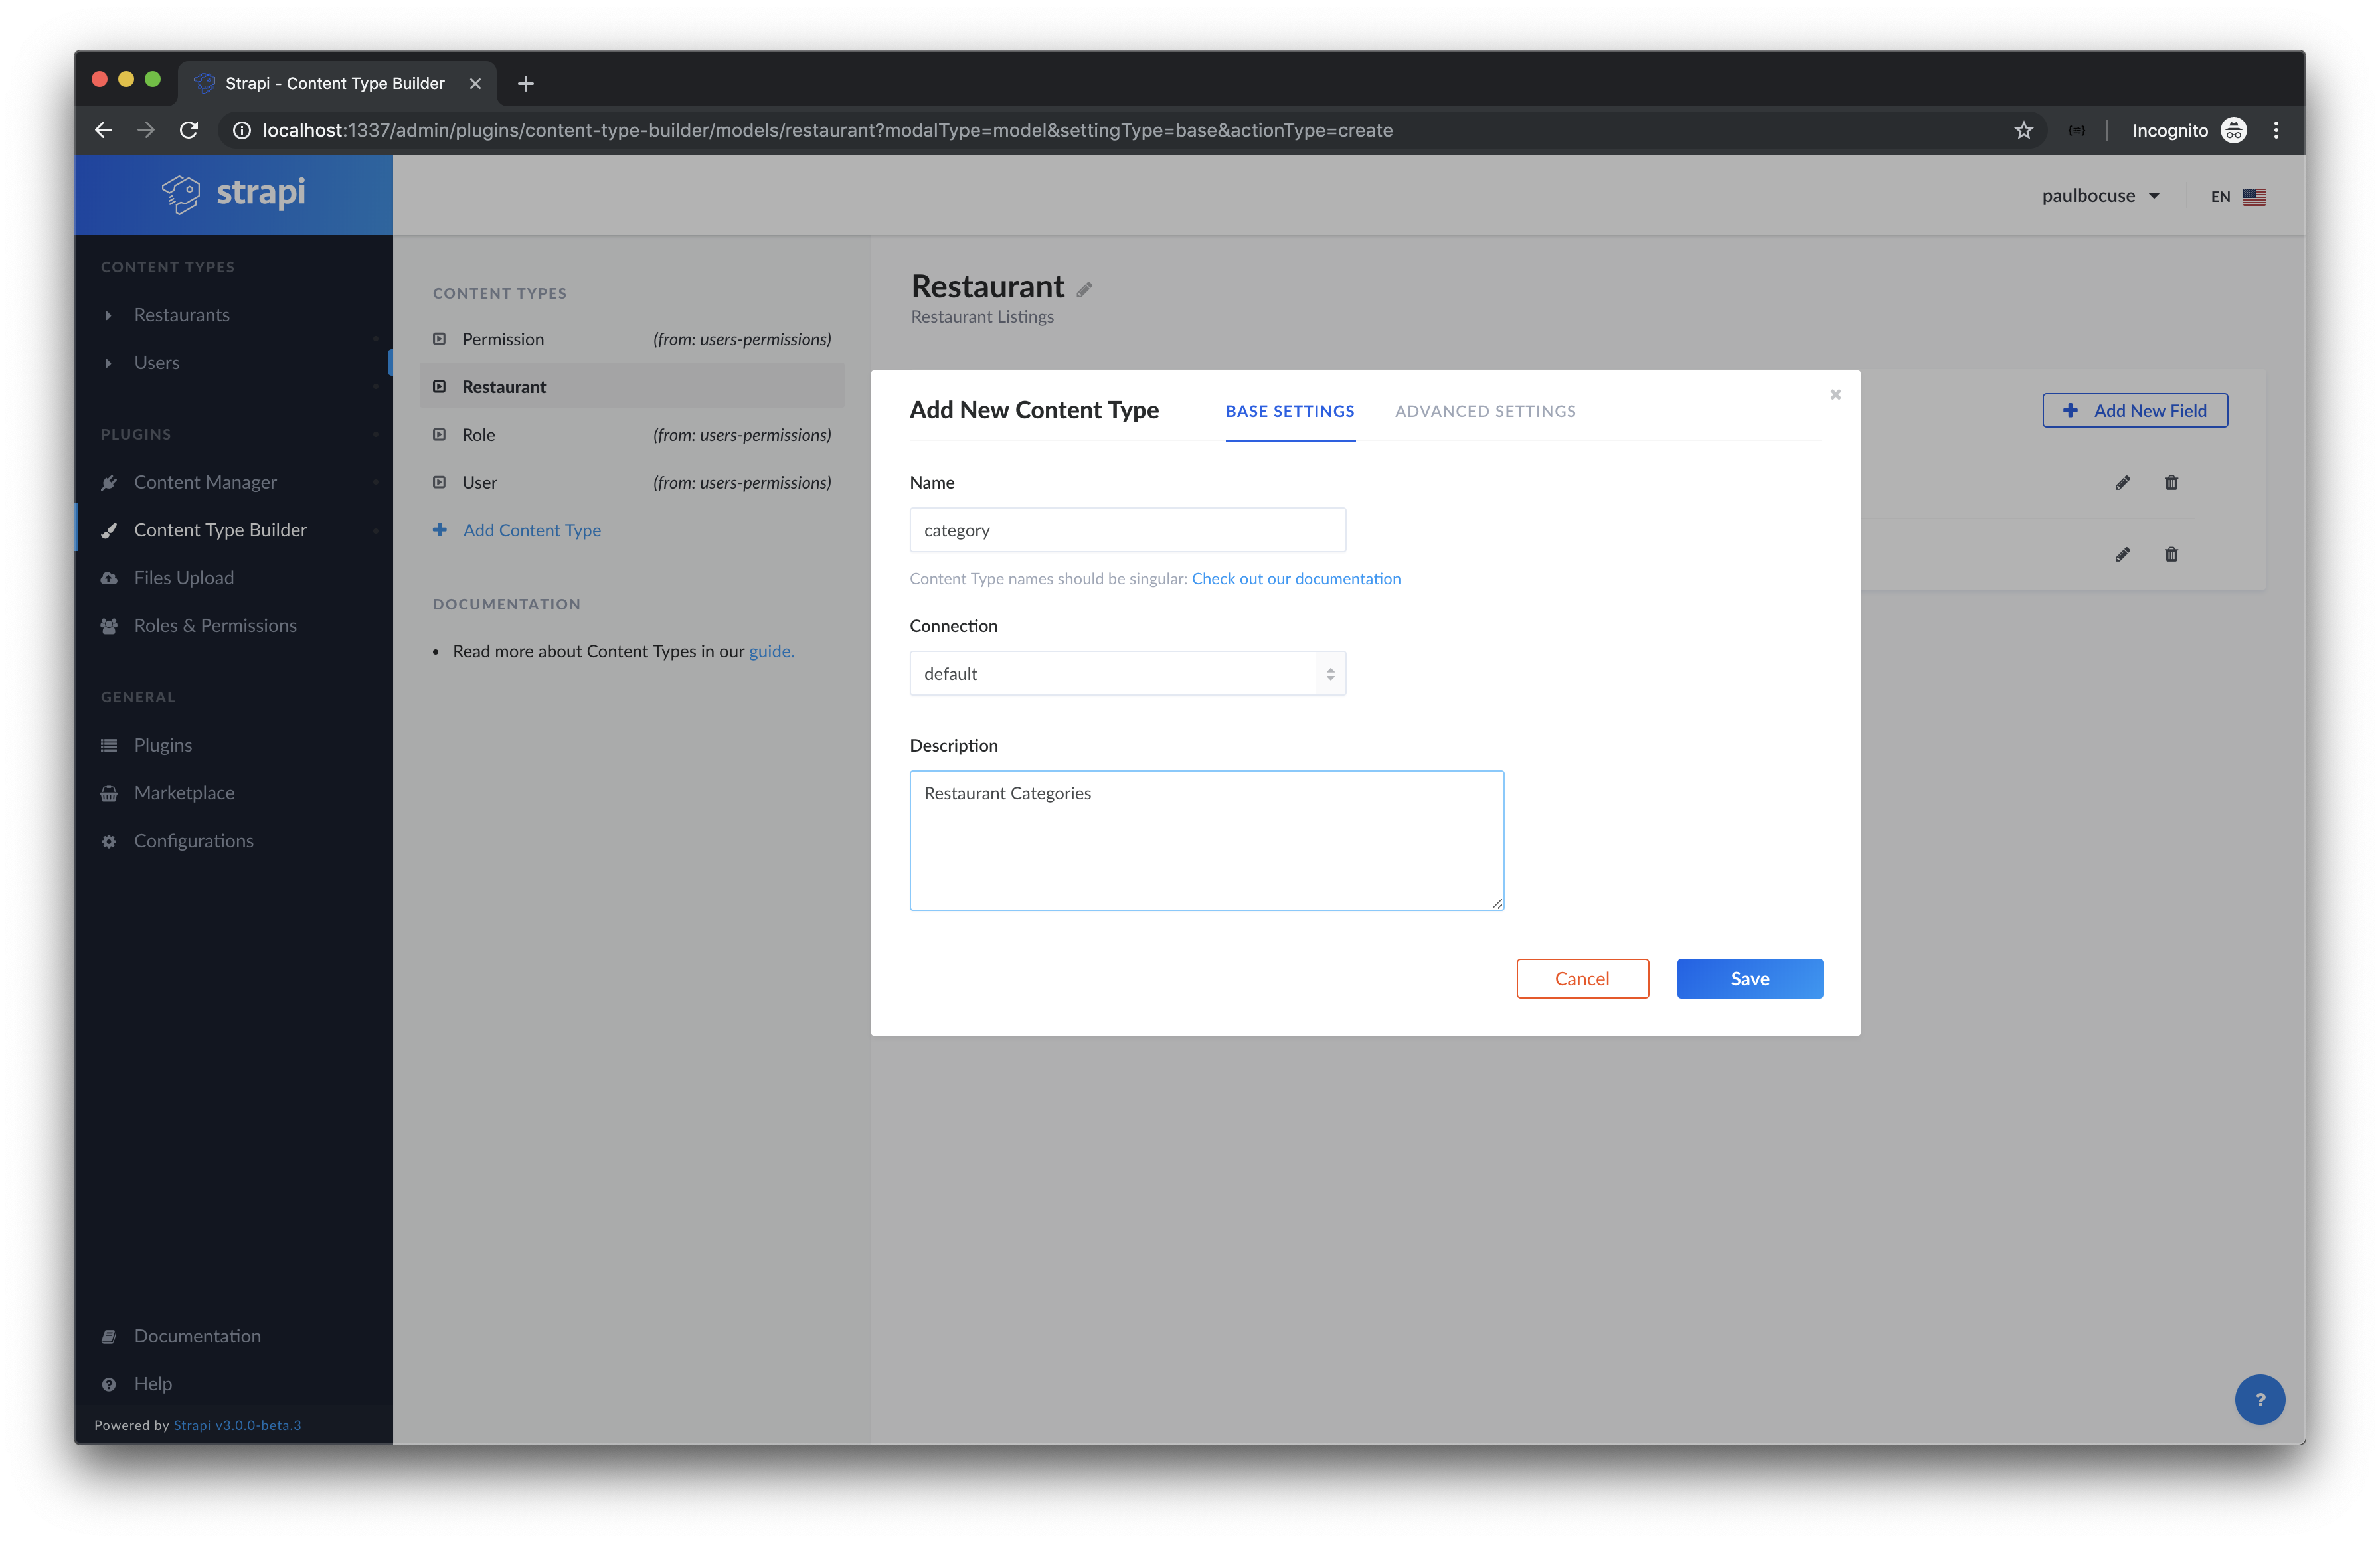 Strapi - Content Type Builder
localhost:1337/admin/plugins/content-type-builder/models/restaurant?modalType=model&settingType=base&actionType=create
Incognito
strapi
paulbocuse
EN
CONTENT TYPES
Restaurants
Users
PLUGINS
Content Manager
Content Type Builder
Files Upload
Roles & Permissions
GENERAL
Plugins
Marketplace
Configurations
Documentation
Help
Powered by Strapi v3.0.0-beta.3
CONTENT TYPES
Permission (from: users-permissions)
Restaurant
Role (from: users-permissions)
User (from: users-permissions)
Add Content Type
DOCUMENTATION
Read more about Content Types in our guide.
Restaurant
Restaurant Listings
Add New Field
Add New Content Type
BASE SETTINGS
ADVANCED SETTINGS
Name
category
Content Type names should be singular: Check out our documentation
Connection
default
Description
Restaurant Categories
Cancel
Save
?